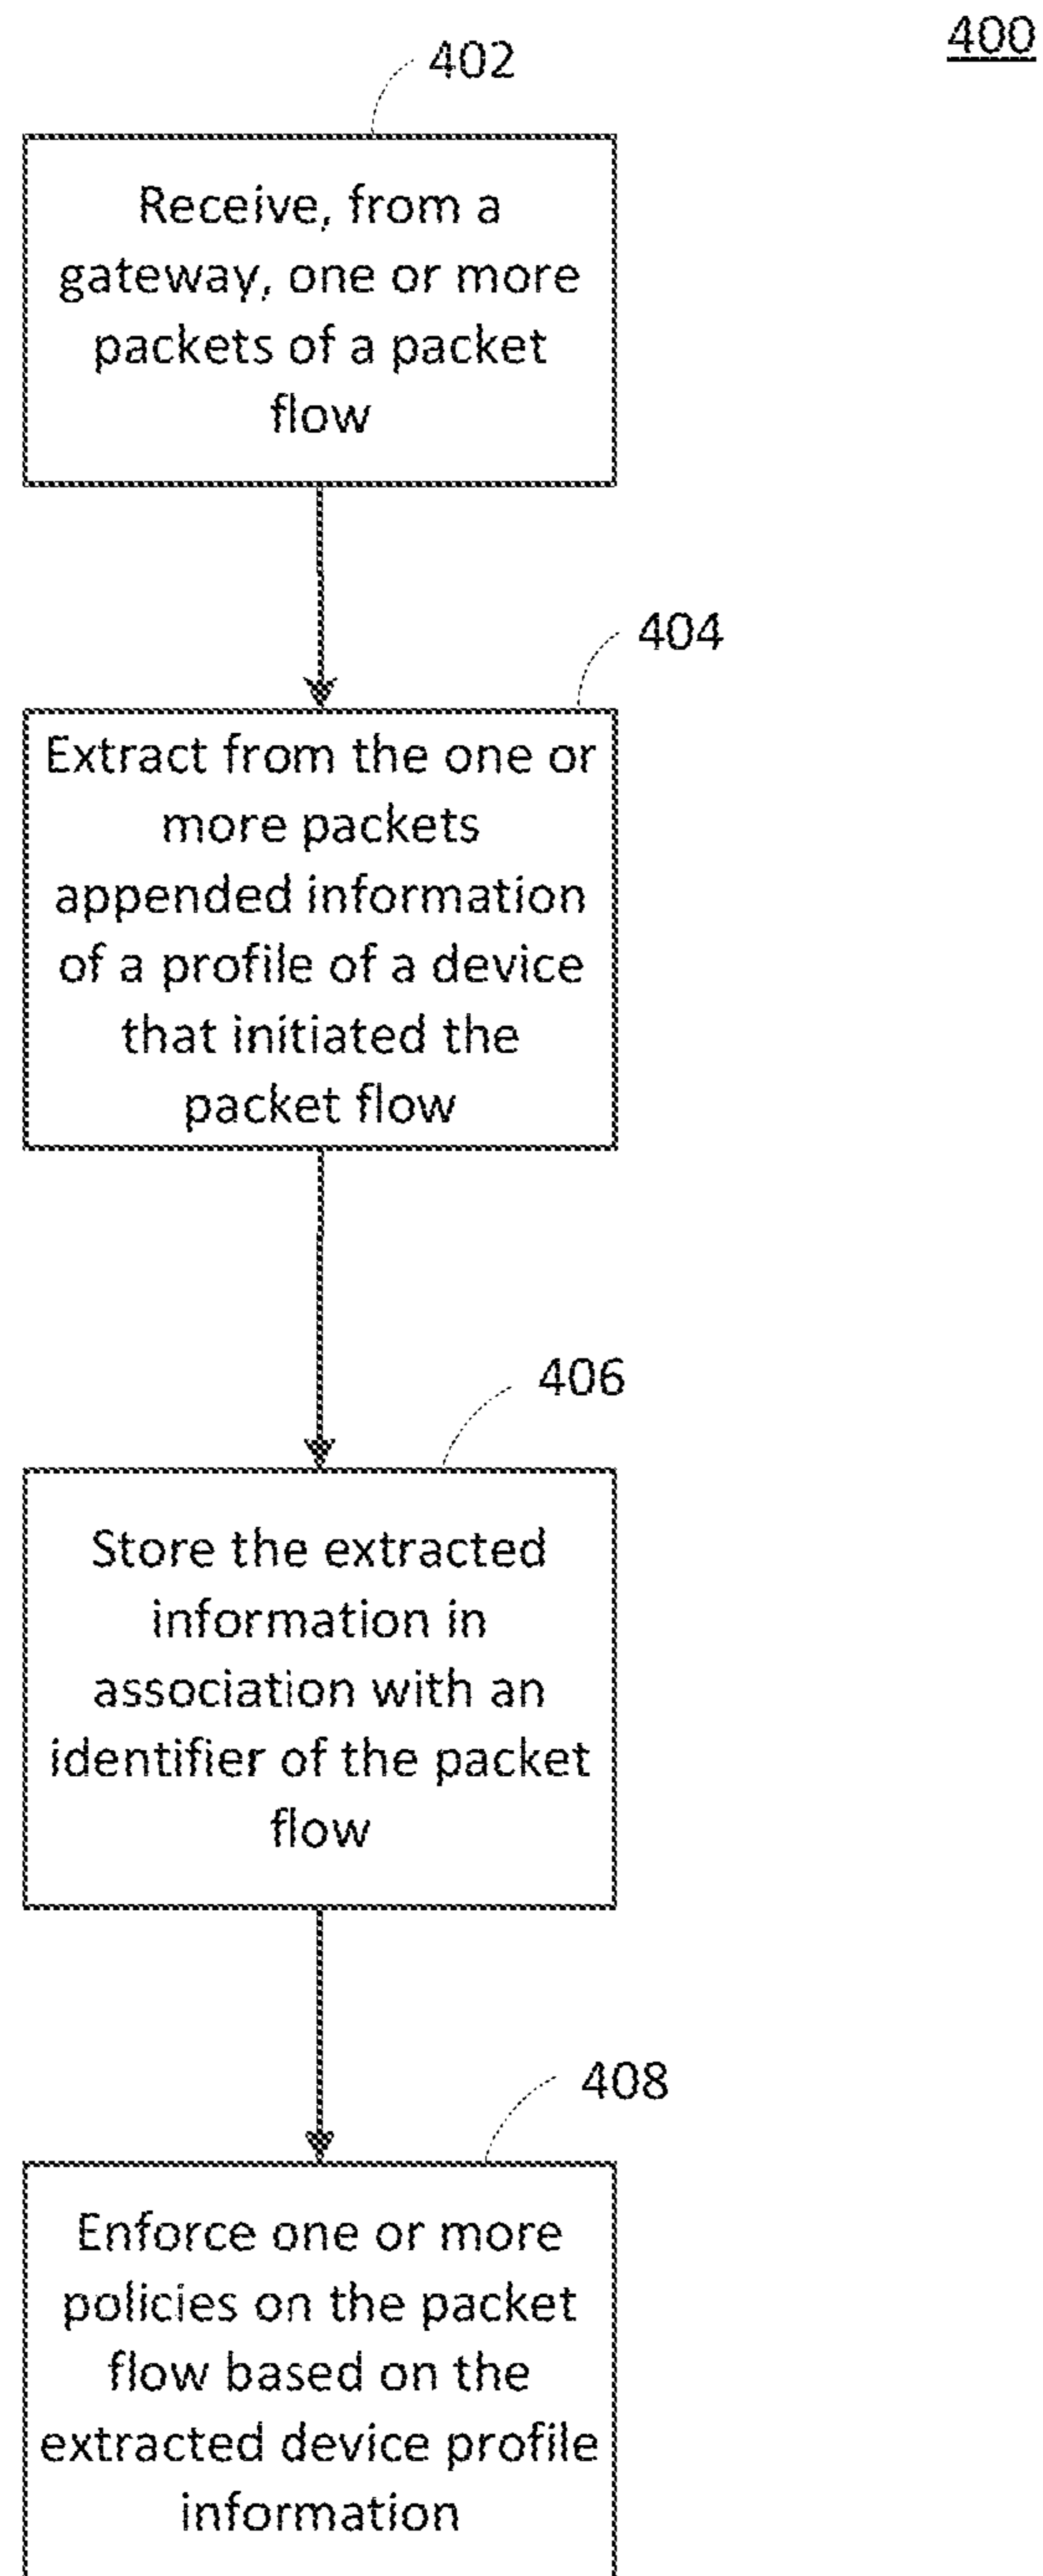 400
402
Receive, from a
gateway, one or more
packets of a packet
flow
404
Extract from the one or
more packets
appended information
of a profile of a device
that initiated the
packet flow
406
Store the extracted
information in
association with an
identifier of the packet
flow
408
Enforce one or more
policies on the packet
flow based on the
extracted device profile
information